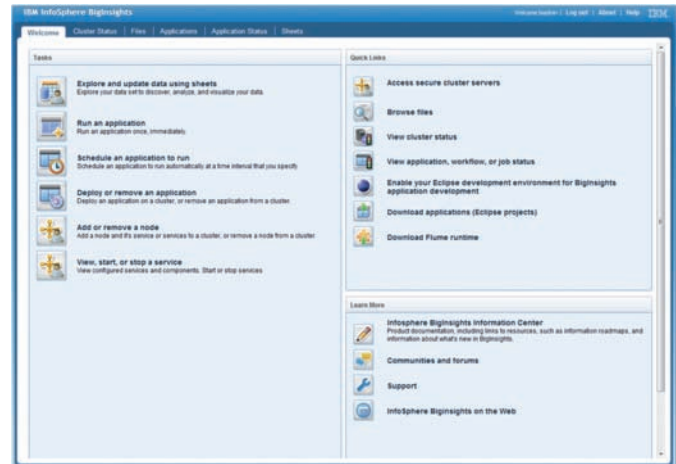 IBM InfoSphere BigInsights
Log out | About | Help IBM
Welcome Cluster Status | Files | Applications | Application Status | Sheets
Tasks
Explore and update data using sheets
Explore your data set to discover, analyze, and visualize your data.
Run an application
Run an application once, immediately.
Schedule an application to run
Schedule an application to run automatically at a time interval that you specify
Deploy or remove an application
Deploy an application on a cluster, or remove an application from a cluster.
Add or remove a node
Add a node and it's service or services to a cluster, or remove a node from a cluster.
View, start, or stop a service
View configured services and components. Start or stop services
Quick Links
Access secure cluster servers
Browse files
View cluster status
View application, workflow, or job status
Enable your Eclipse development environment for BigInsights
application development
Download applications (Eclipse projects)
Download Flume runtime
Learn More
Infosphere BigInsights Information Center
Product documentation, including links to resources, such as information roadmaps, and
information about what's new in BigInsights.
Communities and forums
Support
InfoSphere BigInsights on the Web